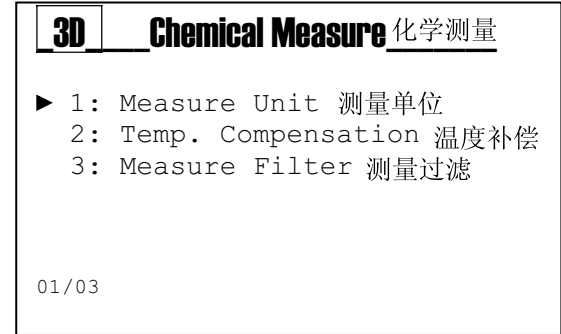 3D Chemical Measure 化学测量
► 1: Measure Unit 测量单位
2: Temp. Compensation 温度补偿
3: Measure Filter 测量过滤
01/03